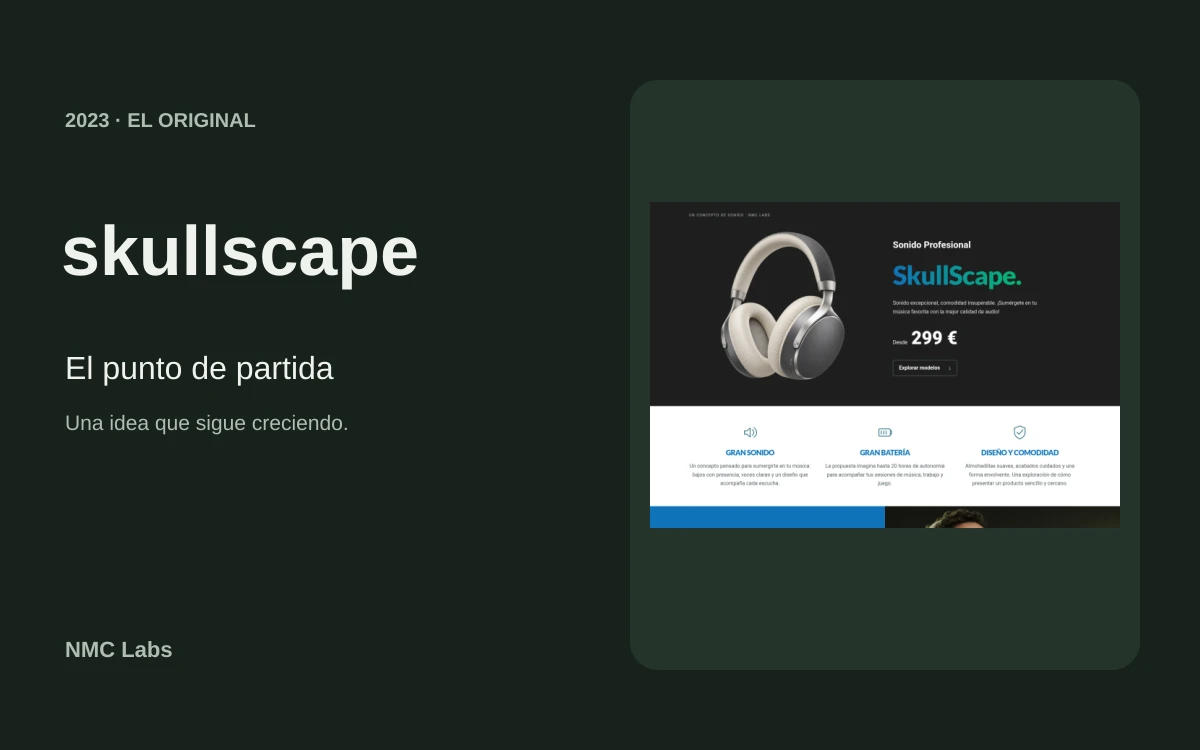 2023 · EL ORIGINAL
skullscape
El punto de partida
Una idea que sigue creciendo.
NMC Labs
UN CONCEPTO DE SONIDO · NMC LABS
Sonido Profesional
SkullScape.
Sonido excepcional, comodidad insuperable. ¡Sumérgete en tu
música favorita con la mejor calidad de audio!
Desde 299 €
Explorar modelos ↓
GRAN SONIDO
Un concepto pensado para sumergirte en tu música:
bajos con presencia, voces claras y un diseño que
acompaña cada escucha.
GRAN BATERÍA
La propuesta imagina hasta 20 horas de autonomía
para acompañar tus sesiones de música, trabajo y
juego.
DISEÑO Y COMODIDAD
Almohadillas suaves, acabados cuidados y una
forma envolvente. Una exploración de cómo
presentar un producto sencillo y cercano.